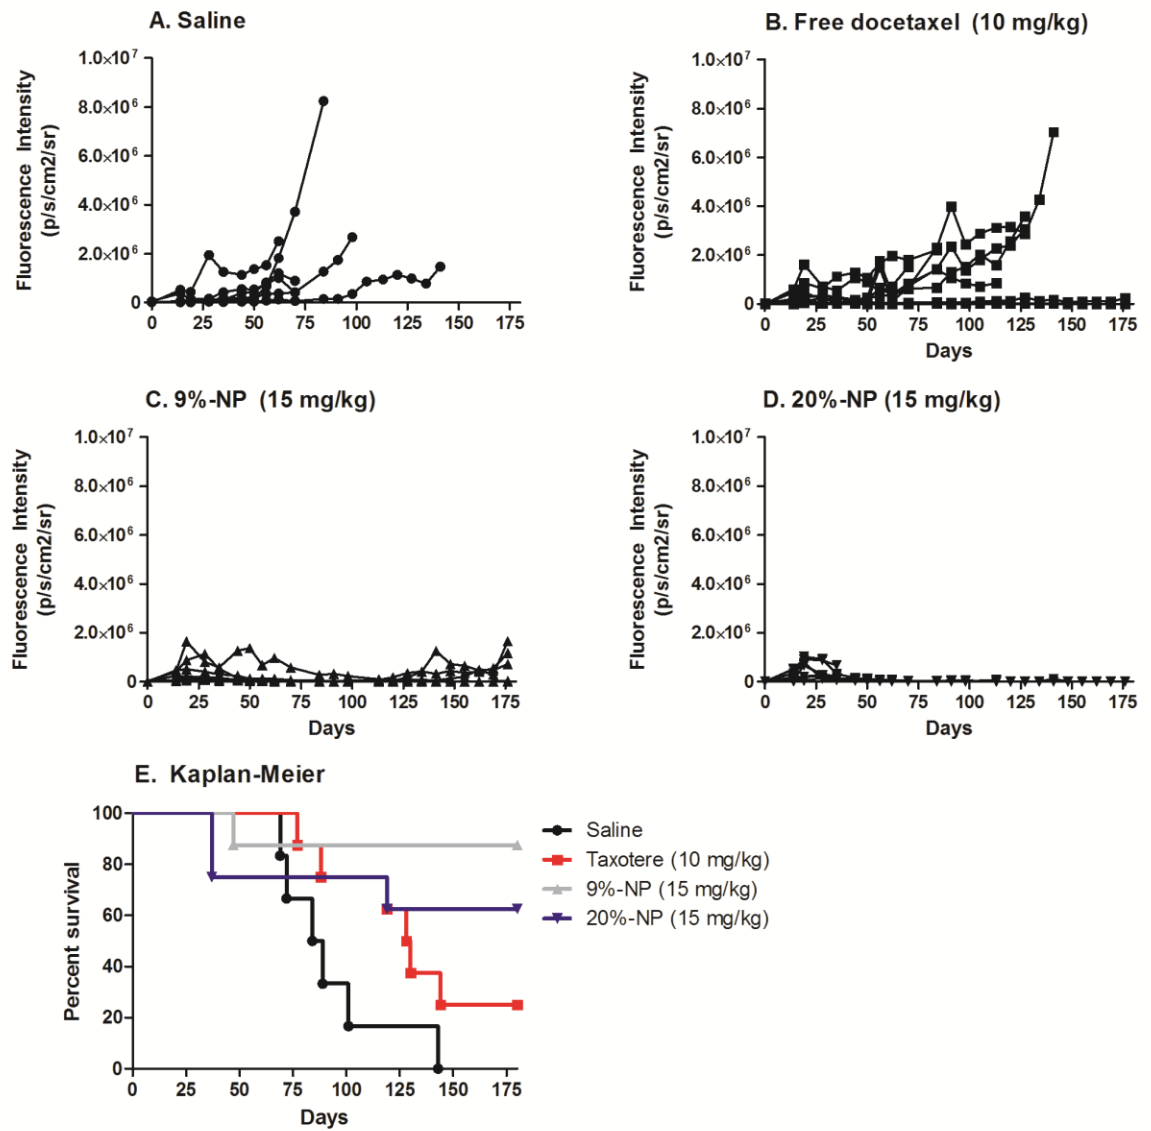 A. Saline
Fluorescence Intensity
(p/s/cm2/sr)
1.0×10⁷
8.0×10⁶
6.0×10⁶
4.0×10⁶
2.0×10⁶
0
0 25 50 75 100 125 150 175
B. Free docetaxel (10 mg/kg)
Fluorescence Intensity
(p/s/cm2/sr)
1.0×10⁷
8.0×10⁶
6.0×10⁶
4.0×10⁶
2.0×10⁶
0
0 25 50 75 100 125 150 175
Days
C. 9%-NP (15 mg/kg)
Fluorescence Intensity
(p/s/cm2/sr)
1.0×10⁷
8.0×10⁶
6.0×10⁶
4.0×10⁶
2.0×10⁶
0
0 25 50 75 100 125 150 175
Days
D. 20%-NP (15 mg/kg)
Fluorescence Intensity
(p/s/cm2/sr)
1.0×10⁷
8.0×10⁶
6.0×10⁶
4.0×10⁶
2.0×10⁶
0
0 25 50 75 100 125 150 175
Days
E. Kaplan-Meier
Percent survival
100
80
60
40
20
0
0 25 50 75 100 125 150 175
Days
Saline
Taxotere (10 mg/kg)
9%-NP (15 mg/kg)
20%-NP (15 mg/kg)